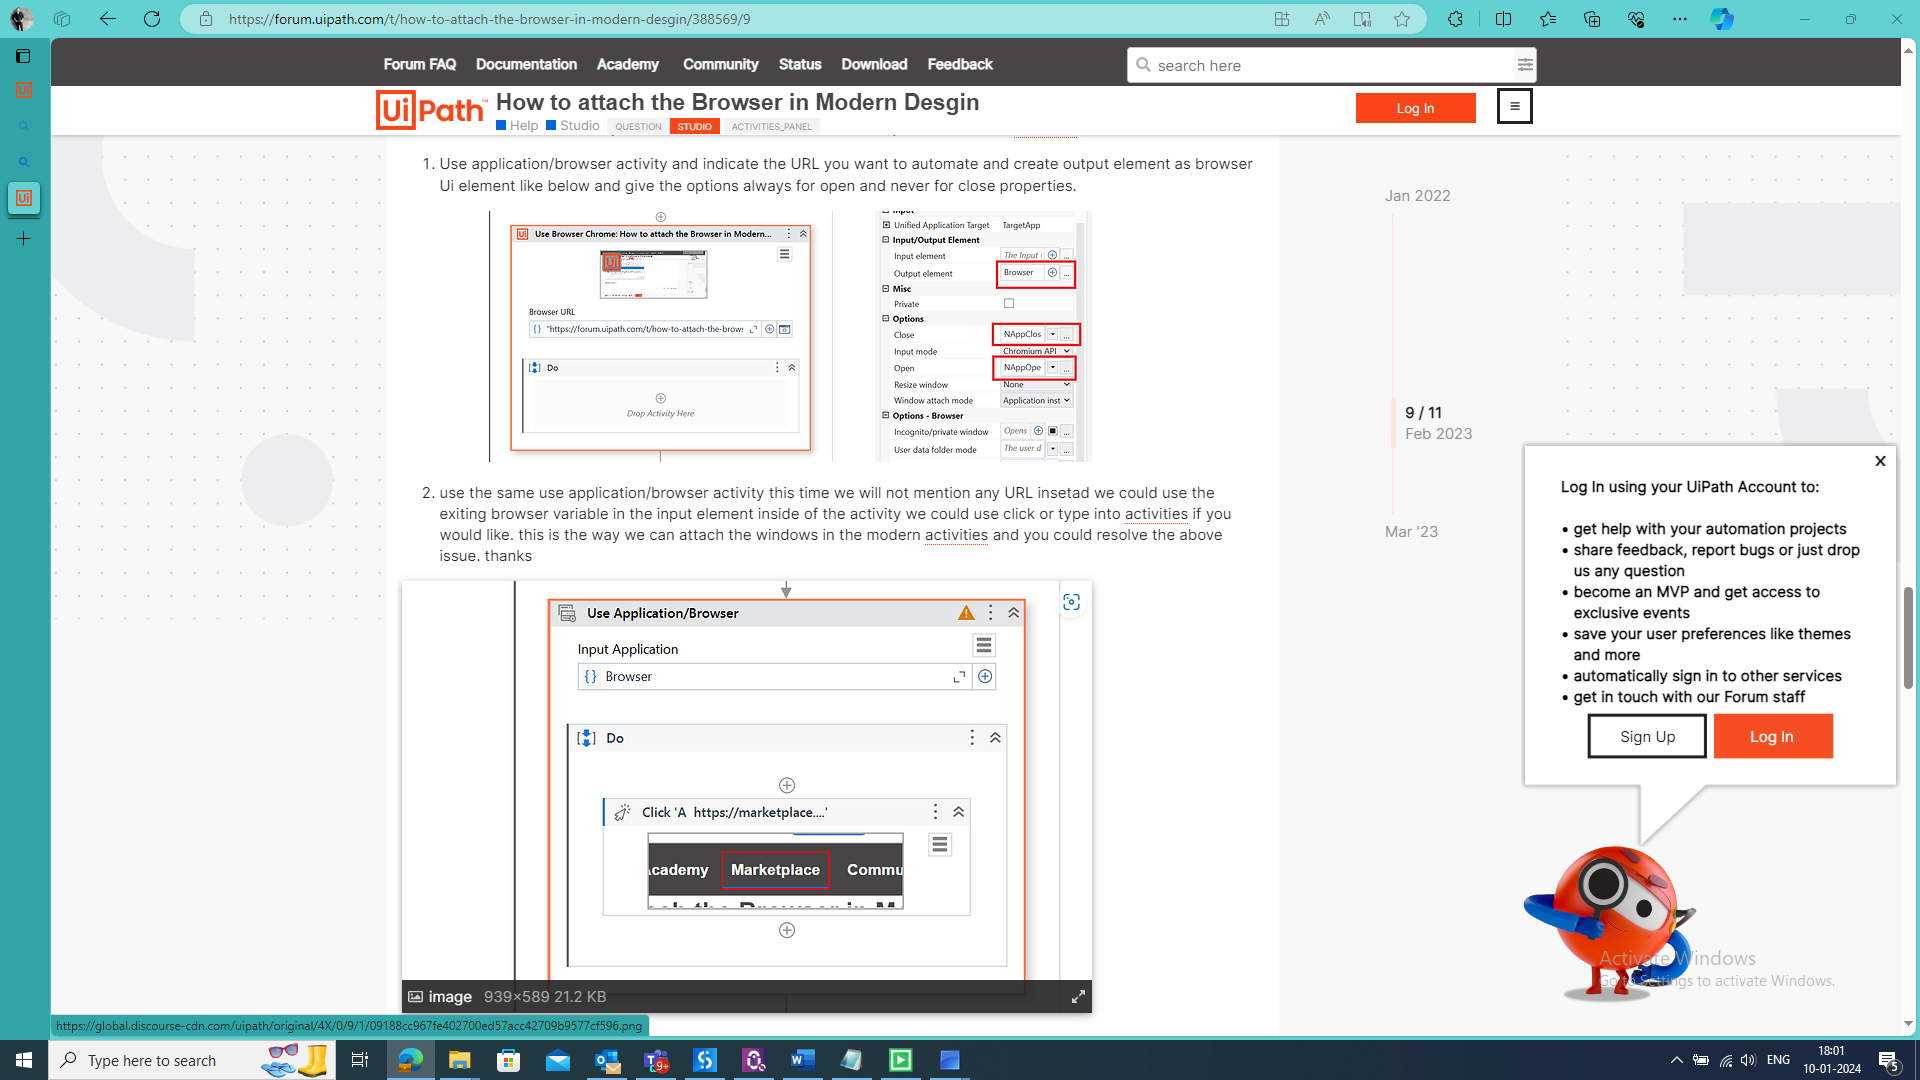 https://forum.uipath.com/t/how-to-attach-the-browser-in-modern-desgin/388569/9
Forum FAQ Documentation Academy Community Status Download Feedback
search here
UiPath™ How to attach the Browser in Modern Desgin
Help Studio QUESTION STUDIO ACTIVITIES_PANEL
Log In
1. Use application/browser activity and indicate the URL you want to automate and create output element as browser
Ui element like below and give the options always for open and never for close properties.
Use Browser Chrome: How to attach the Browser in Modern...
Browser URL
"https://forum.uipath.com/t/how-to-attach-the-brow:
Do
Drop Activity Here
Input
Unified Application Target TargetApp
Input/Output Element
Input element The Input
Output element Browser
Misc
Private
Options
Close NAppClos
Input mode Chromium API
Open NAppOpe
Resize window None
Window attach mode Application inst
Options - Browser
Incognito/private window Opens
User data folder mode The user d
Jan 2022
9 / 11
Feb 2023
Mar '23
2. use the same use application/browser activity this time we will not mention any URL insetad we could use the
exiting browser variable in the input element inside of the activity we could use click or type into activities if you
would like. this is the way we can attach the windows in the modern activities and you could resolve the above
issue. thanks
Use Application/Browser
Input Application
{} Browser
Do
Click 'A https://marketplace....'
cademy Marketplace Commu
image 939×589 21.2 KB
X
Log In using your UiPath Account to:
• get help with your automation projects
• share feedback, report bugs or just drop
us any question
• become an MVP and get access to
exclusive events
• save your user preferences like themes
and more
• automatically sign in to other services
• get in touch with our Forum staff
Sign Up Log In
Activate Windows
Go to Settings to activate Windows.
https://global.discourse-cdn.com/uipath/original/4X/0/9/1/09188cc967fe402700ed57acc42709b9577cf596.png
Type here to search
9+
ENG
18:01
10-01-2024
5